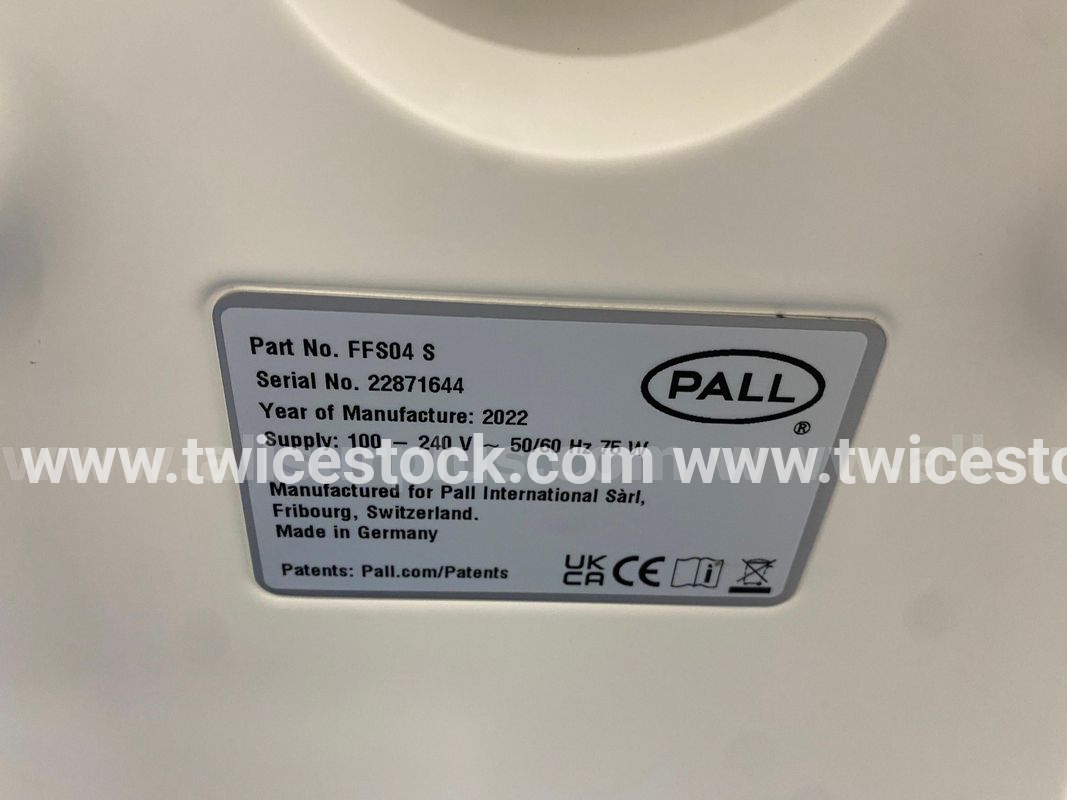 Part No. FFS04 S
Serial No. 22871644
Year of Manufacture: 2022
Supply: 100 – 240 V ~ 50/60 Hz 75 W
www.twicestock.com www.twicesto
Manufactured for Pall International Sàrl,
Fribourg, Switzerland.
Made in Germany
Patents: Pall.com/Patents
PALL
®
UK
CA CE i